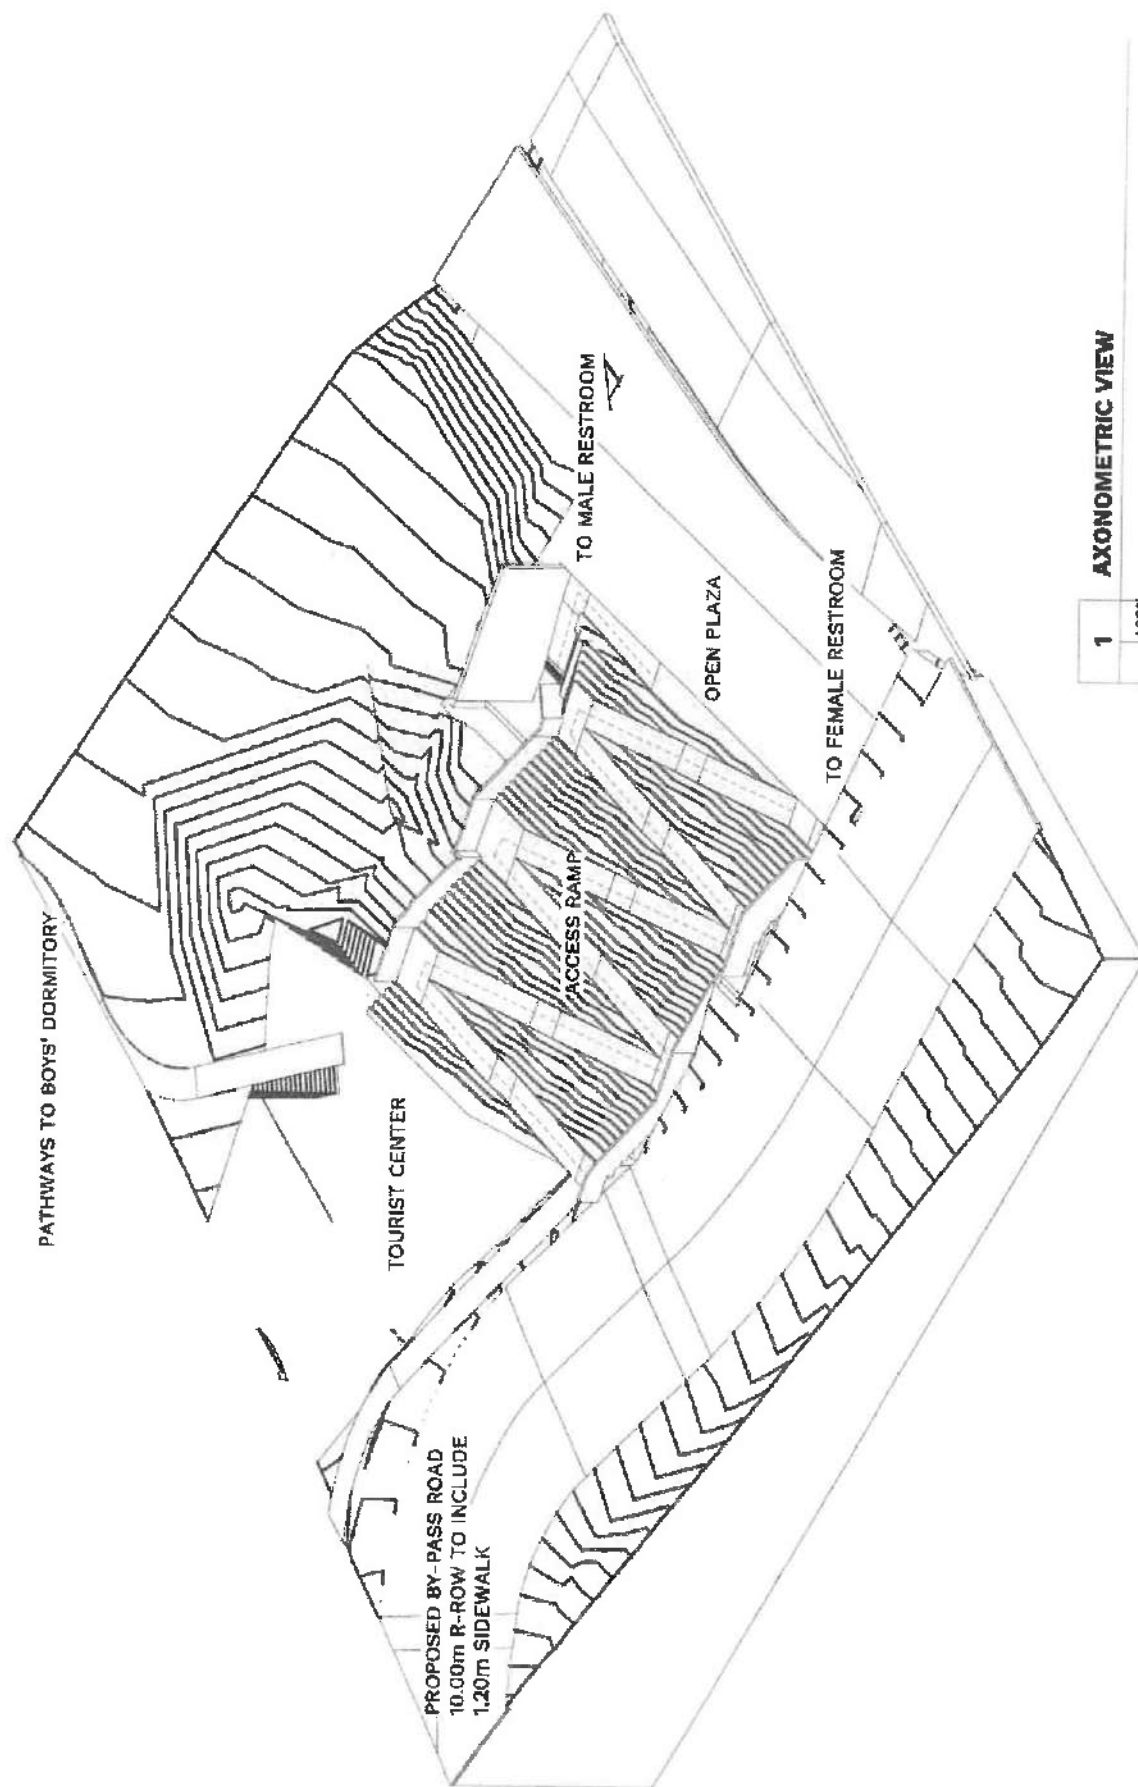 PATHWAYS TO BOYS' DORMITORY
TOURIST CENTER
PROPOSED BY-PASS ROAD
10.00m R-ROW TO INCLUDE
1.20m SIDEWALK
ACCESS RAMP
TO MALE RESTROOM
OPEN PLAZA
TO FEMALE RESTROOM
1
AXONOMETRIC VIEW